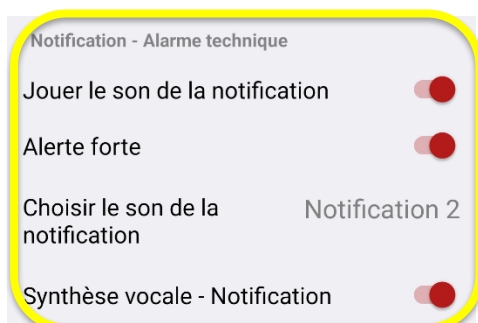 Notification - Alarme technique
Jouer le son de la notification
Alerte forte
Choisir le son de la
notification
Notification 2
Synthèse vocale - Notification